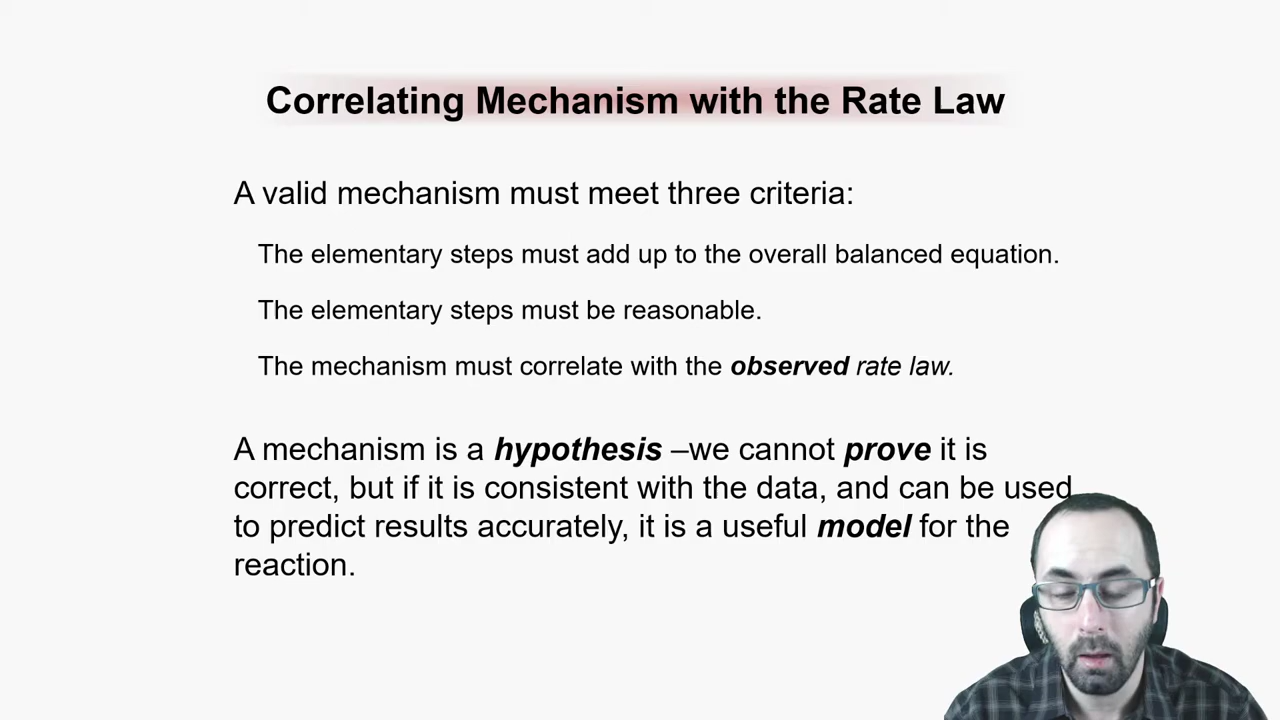 Correlating Mechanism with the Rate Law
A valid mechanism must meet three criteria:
The elementary steps must add up to the overall balanced equation.
The elementary steps must be reasonable.
The mechanism must correlate with the observed rate law.
A mechanism is a hypothesis –we cannot prove it is
correct, but if it is consistent with the data, and can be used
to predict results accurately, it is a useful model for the
reaction.